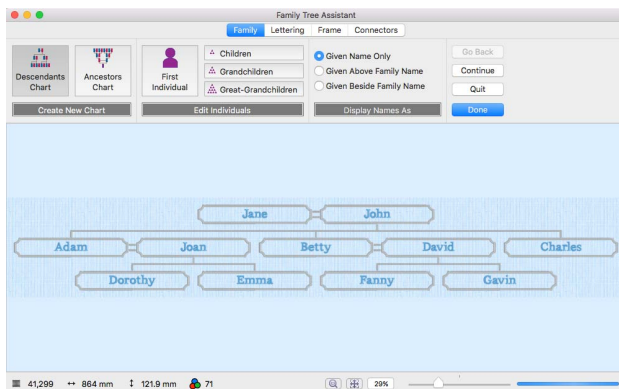 Family Tree Assistant
Family Lettering Frame Connectors
Descendants Chart
Ancestors Chart
Create New Chart
First Individual
Children
Grandchildren
Great-Grandchildren
Edit Individuals
Given Name Only
Given Above Family Name
Given Beside Family Name
Display Names As
Go Back
Continue
Quit
Done
Jane John
Adam Joan Betty David Charles
Dorothy Emma Fanny Gavin
41,299 864 mm 121.9 mm 71 29%